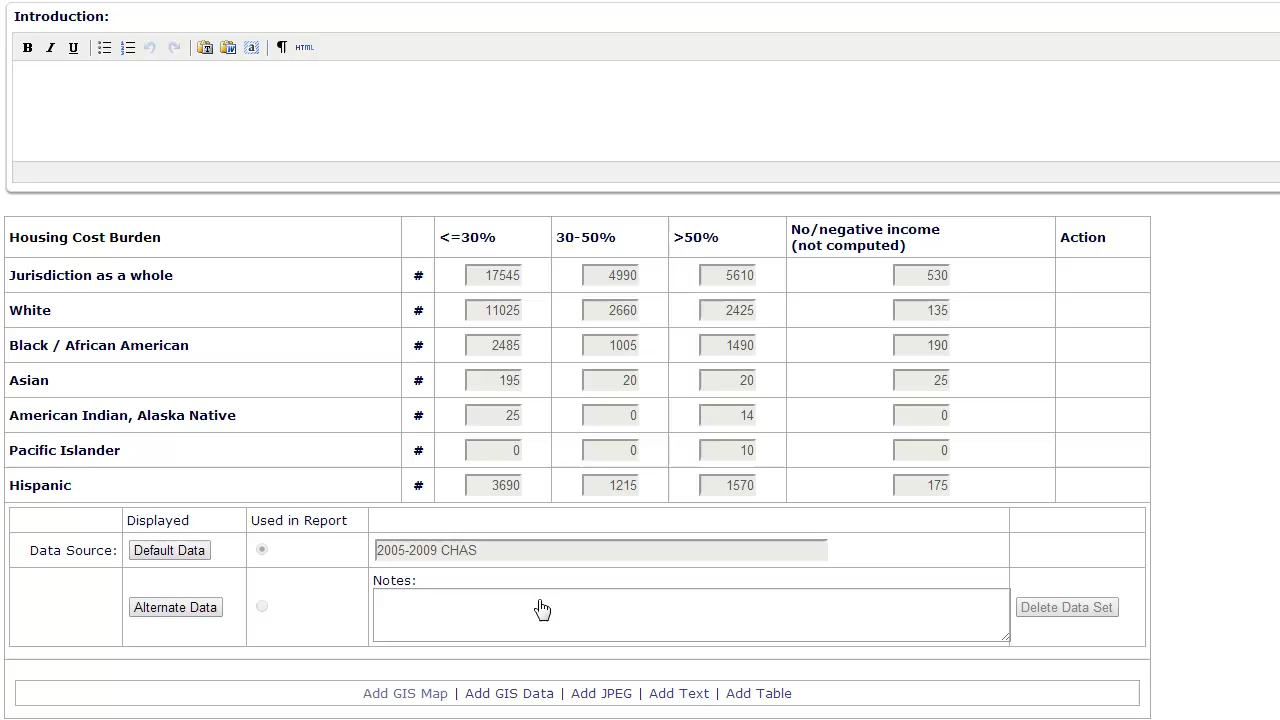 Introduction:
B I U HTML
Housing Cost Burden <=30% 30-50% >50% No/negative income (not computed) Action
Jurisdiction as a whole # 17545 4990 5610 530
White # 11025 2660 2425 135
Black / African American # 2485 1005 1490 190
Asian # 195 20 20 25
American Indian, Alaska Native # 25 0 14 0
Pacific Islander # 0 0 10 0
Hispanic # 3690 1215 1570 175
Displayed Used in Report
Data Source: Default Data 2005-2009 CHAS
Notes:
Alternate Data Delete Data Set
Add GIS Map | Add GIS Data | Add JPEG | Add Text | Add Table